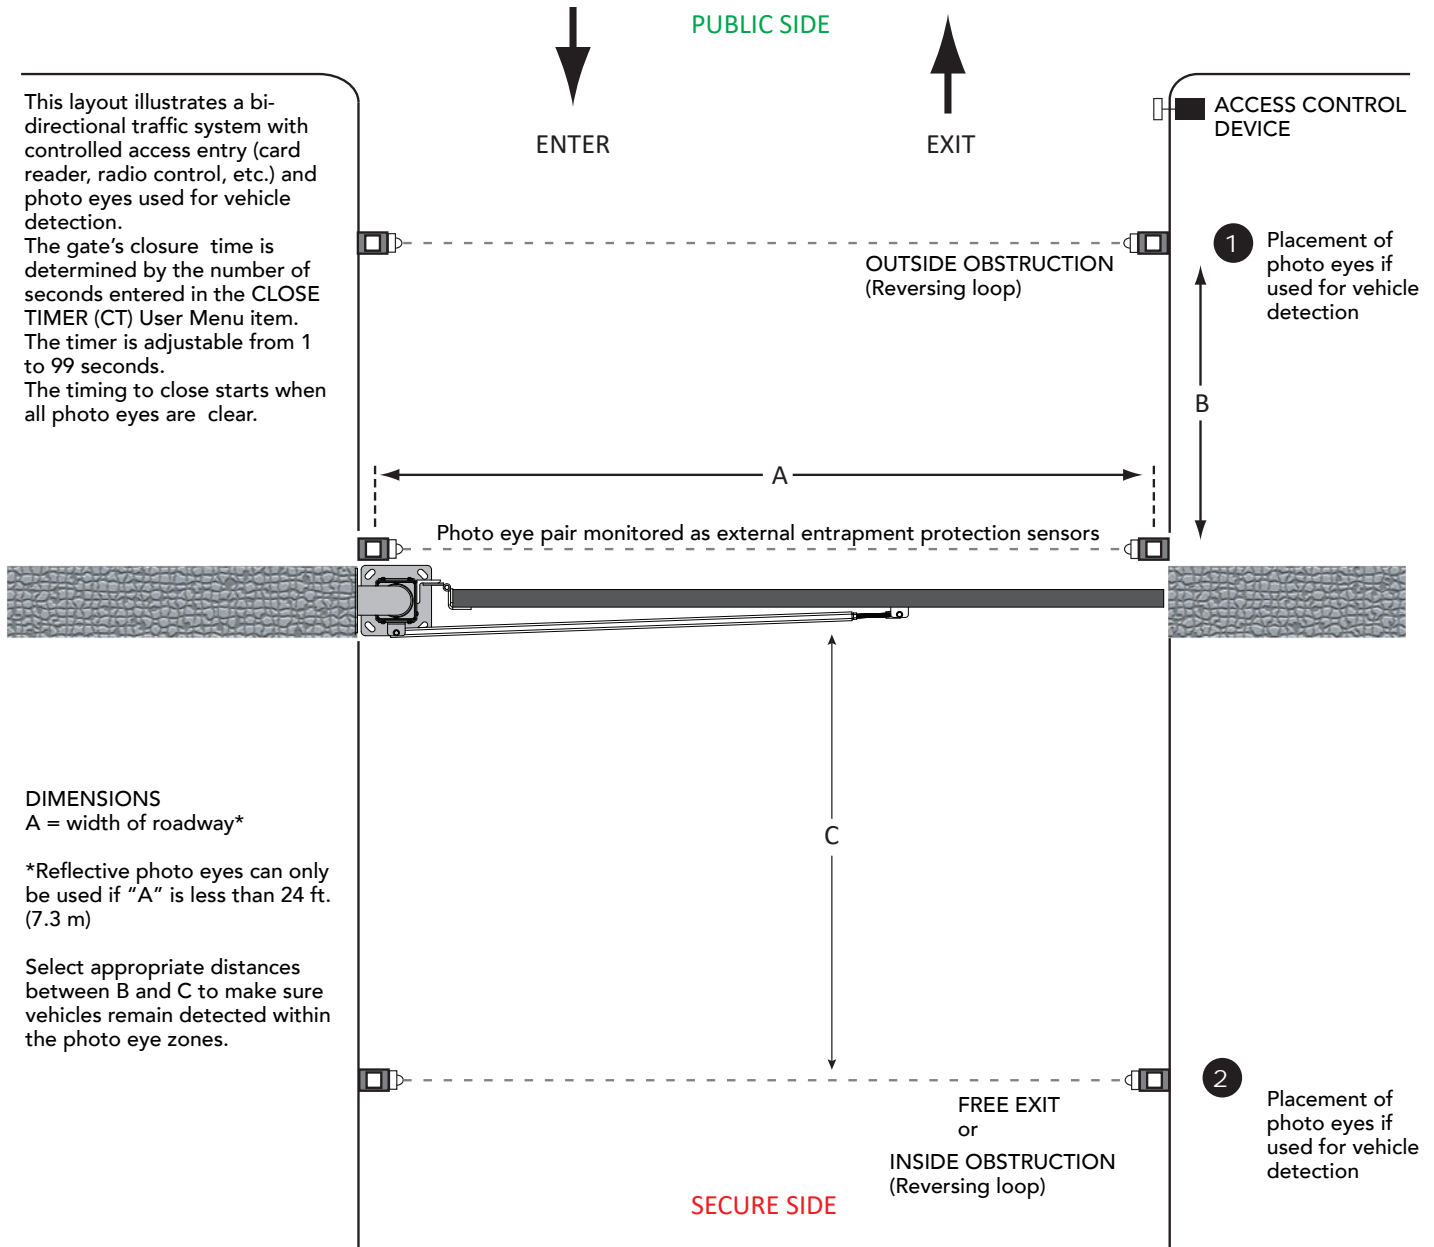 PUBLIC SIDE
ENTER
EXIT
This layout illustrates a bi-
directional traffic system with
controlled access entry (card
reader, radio control, etc.) and
photo eyes used for vehicle
detection.
The gate's closure  time is
determined by the number of
seconds entered in the CLOSE
TIMER (CT) User Menu item.
The timer is adjustable from 1
to 99 seconds.
The timing to close starts when
all photo eyes are  clear.
ACCESS CONTROL
DEVICE
OUTSIDE OBSTRUCTION
(Reversing loop)
1
Placement of
photo eyes if
used for vehicle
detection
B
A
Photo eye pair monitored as external entrapment protection sensors
C
DIMENSIONS
A = width of roadway*
*Reflective photo eyes can only
be used if “A” is less than 24 ft.
(7.3 m)
Select appropriate distances
between B and C to make sure
vehicles remain detected within
the photo eye zones.
2
Placement of
photo eyes if
used for vehicle
detection
FREE EXIT
or
INSIDE OBSTRUCTION
(Reversing loop)
SECURE SIDE